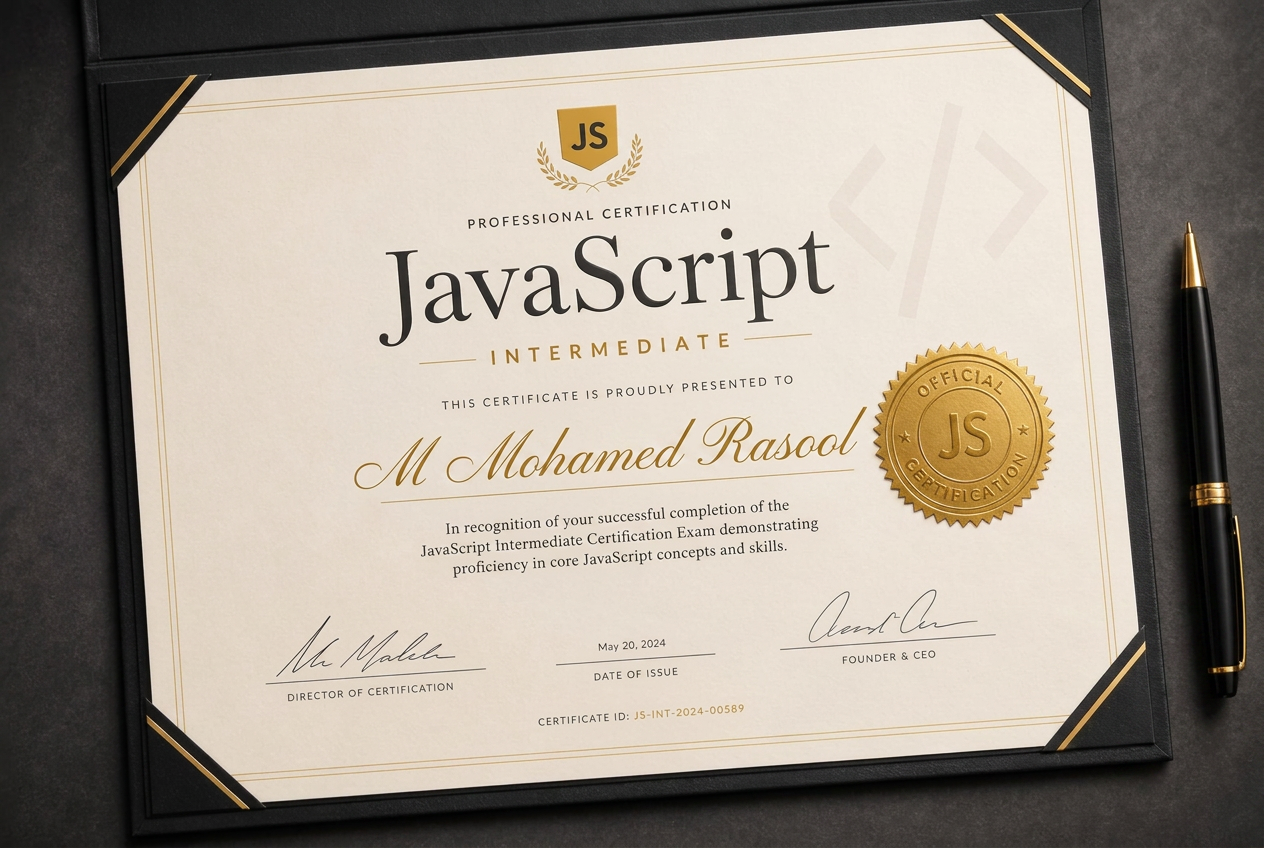 JS
PROFESSIONAL CERTIFICATION
JavaScript
INTERMEDIATE
THIS CERTIFICATE IS PROUDLY PRESENTED TO
M Mohamed Rasool
OFFICIAL
JS
CERTIFICATION
In recognition of your successful completion of the
JavaScript Intermediate Certification Exam demonstrating
proficiency in core JavaScript concepts and skills.
May 20, 2024
DIRECTOR OF CERTIFICATION
DATE OF ISSUE
FOUNDER & CEO
CERTIFICATE ID: JS-INT-2024-00589